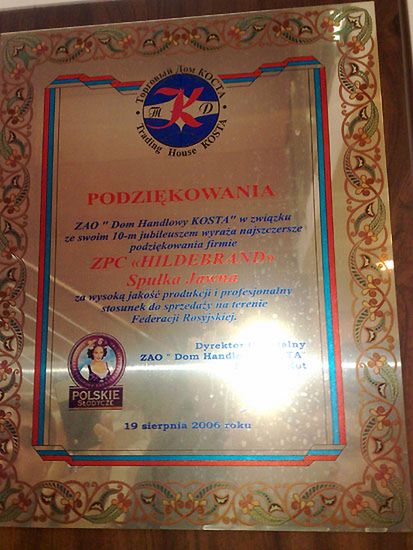 Торговый Дом КОСТА
Т К Д
Trading House KOSTA
PODZIĘKOWANIA
ZAO " Dom Handlowy KOSTA" w związku
ze swoim 10-m jubileuszem wyraża najszczersze
podziękowania firmie
ZPC «HILDEBRAND»
Spułka Jawna
za wysoką jakość produkcji i profesjonalny
stosunek do sprzedaży na terenie
Federacji Rosyjskiej.
Dyrektor
ZAO " Dom
POLSKIE
SŁODYCZE
19 sierpnia 2006 roku